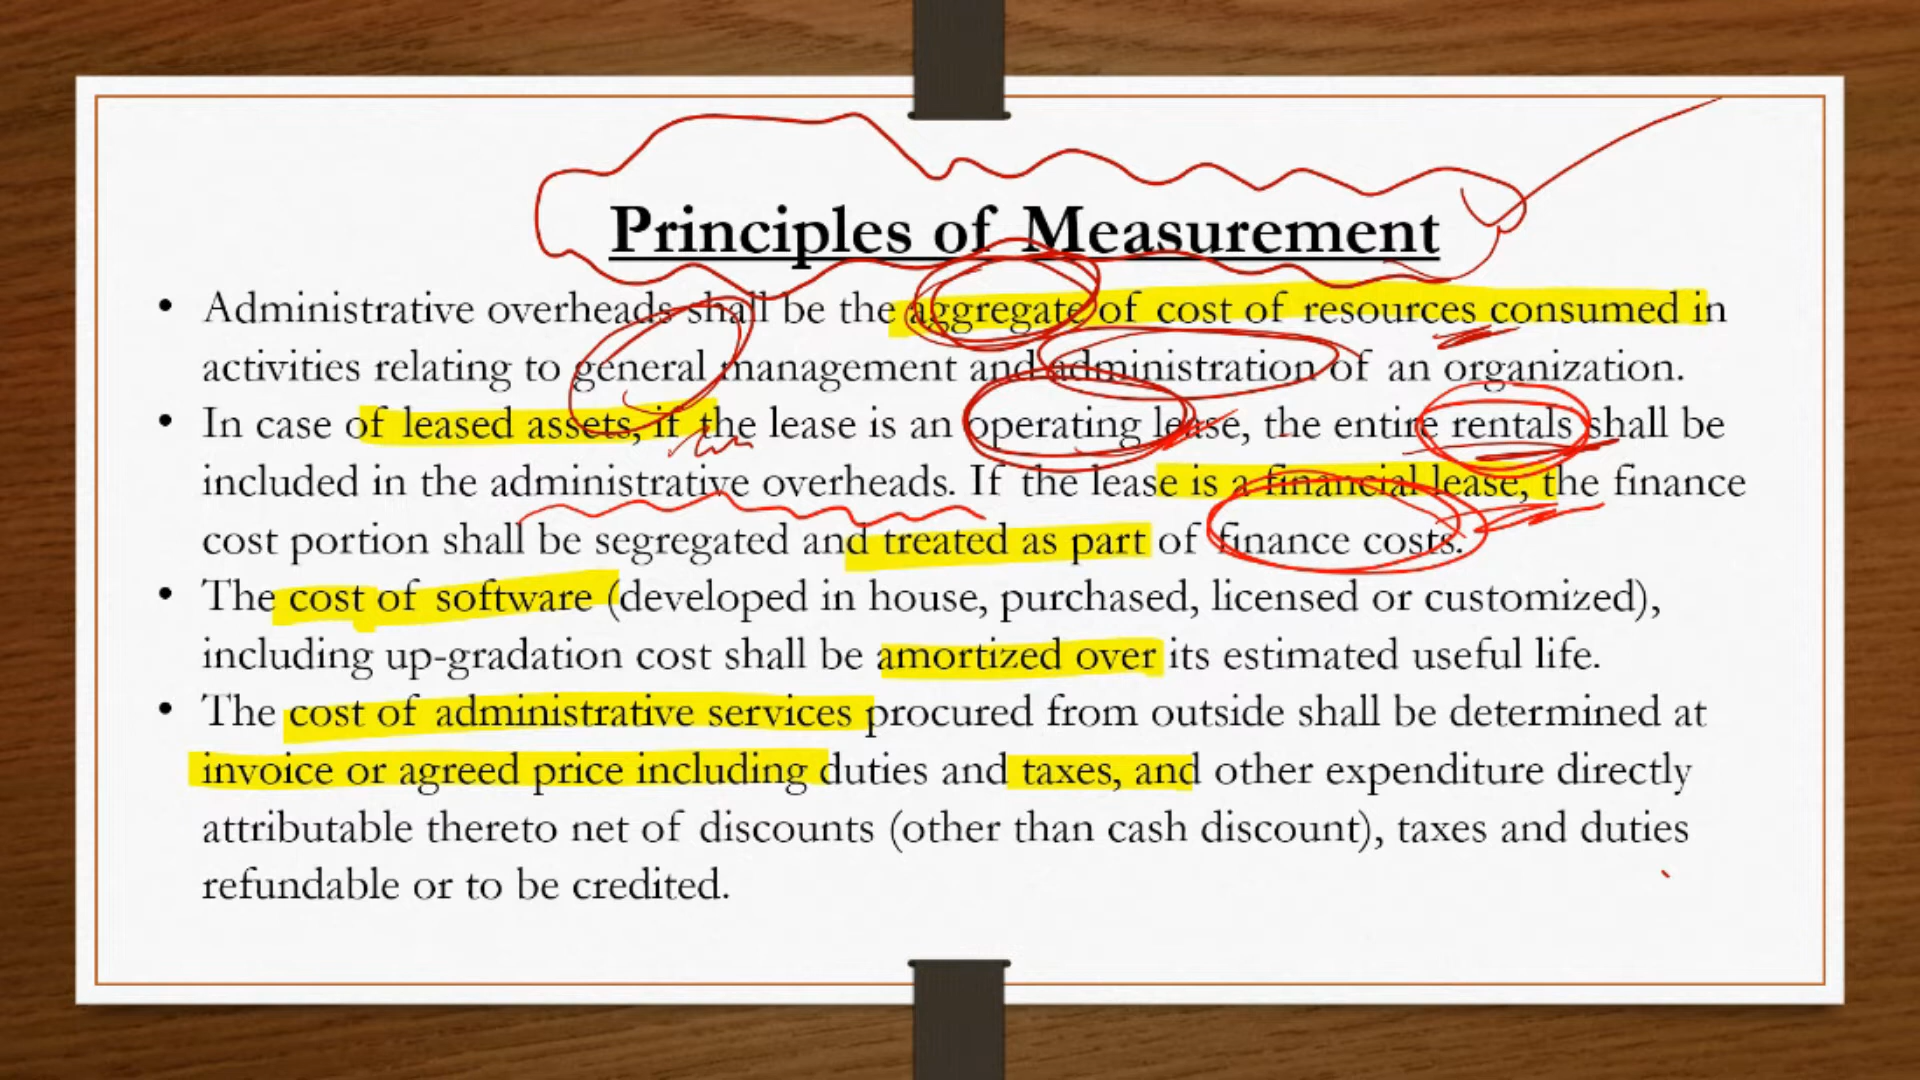 Principles of Measurement
• Administrative overheads shall be the aggregate of cost of resources consumed in
activities relating to general management and administration of an organization.
• In case of leased assets, if the lease is an operating lease, the entire rentals shall be
included in the administrative overheads. If the lease is a financial lease, the finance
cost portion shall be segregated and treated as part of finance costs.
• The cost of software (developed in house, purchased, licensed or customized),
including up-gradation cost shall be amortized over its estimated useful life.
• The cost of administrative services procured from outside shall be determined at
invoice or agreed price including duties and taxes, and other expenditure directly
attributable thereto net of discounts (other than cash discount), taxes and duties
refundable or to be credited.